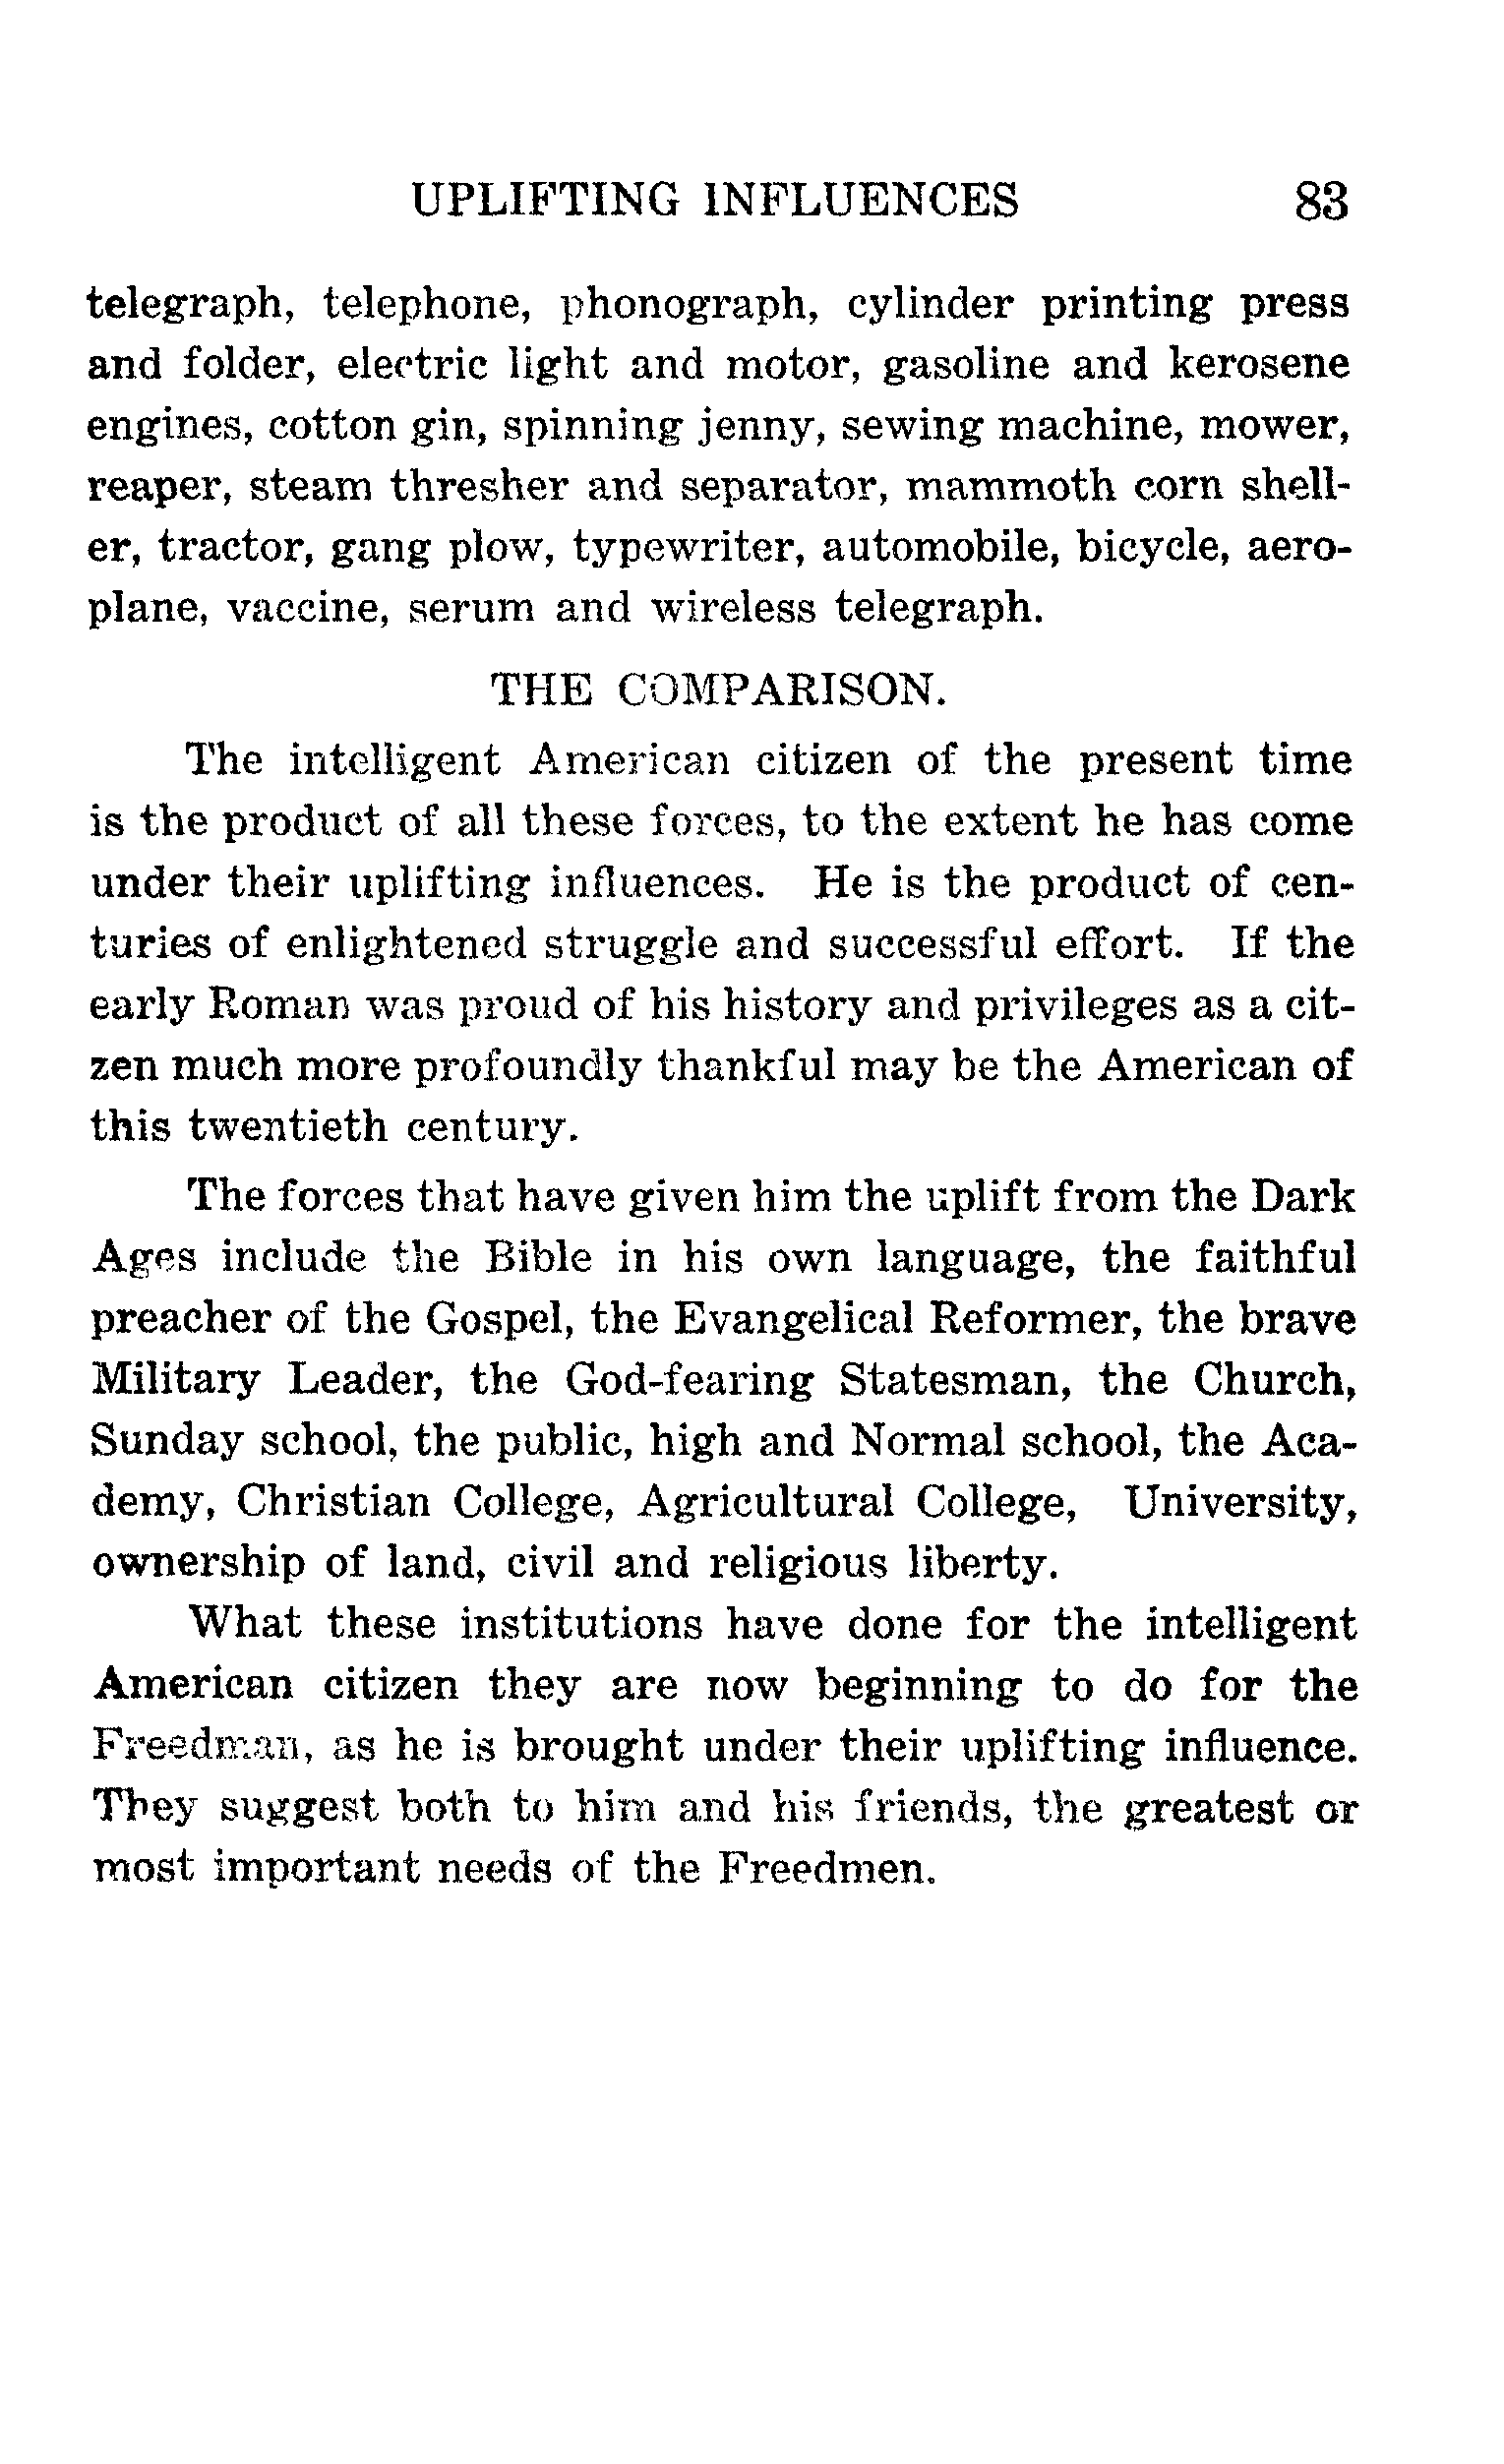 UPLIFTING INFLUENCES 83
telegraph, telephone, phonograph, cylinder printing press
and folder, electric light and motor, gasoline and kerosene
engines, cotton gin, spinning jenny, sewing machine, mower,
reaper, steam thresher and separator, mammoth corn shell-
er, tractor, gang plow, typewriter, automobile, bicycle, aero-
plane, vaccine, serum and wireless telegraph.
THE COMPARISON.
The intelligent American citizen of the present time
is the product of all these forces, to the extent he has come
under their uplifting influences. He is the product of cen-
turies of enlightened struggle and successful effort. If the
early Roman was proud of his history and privileges as a cit-
zen much more profoundly thankful may be the American of
this twentieth century.
The forces that have given him the uplift from the Dark
Ages include the Bible in his own language, the faithful
preacher of the Gospel, the Evangelical Reformer, the brave
Military Leader, the God-fearing Statesman, the Church,
Sunday school, the public, high and Normal school, the Aca-
demy, Christian College, Agricultural College, University,
ownership of land, civil and religious liberty.
What these institutions have done for the intelligent
American citizen they are now beginning to do for the
Freedman, as he is brought under their uplifting influence.
They suggest both to him and his friends, the greatest or
most important needs of the Freedmen.